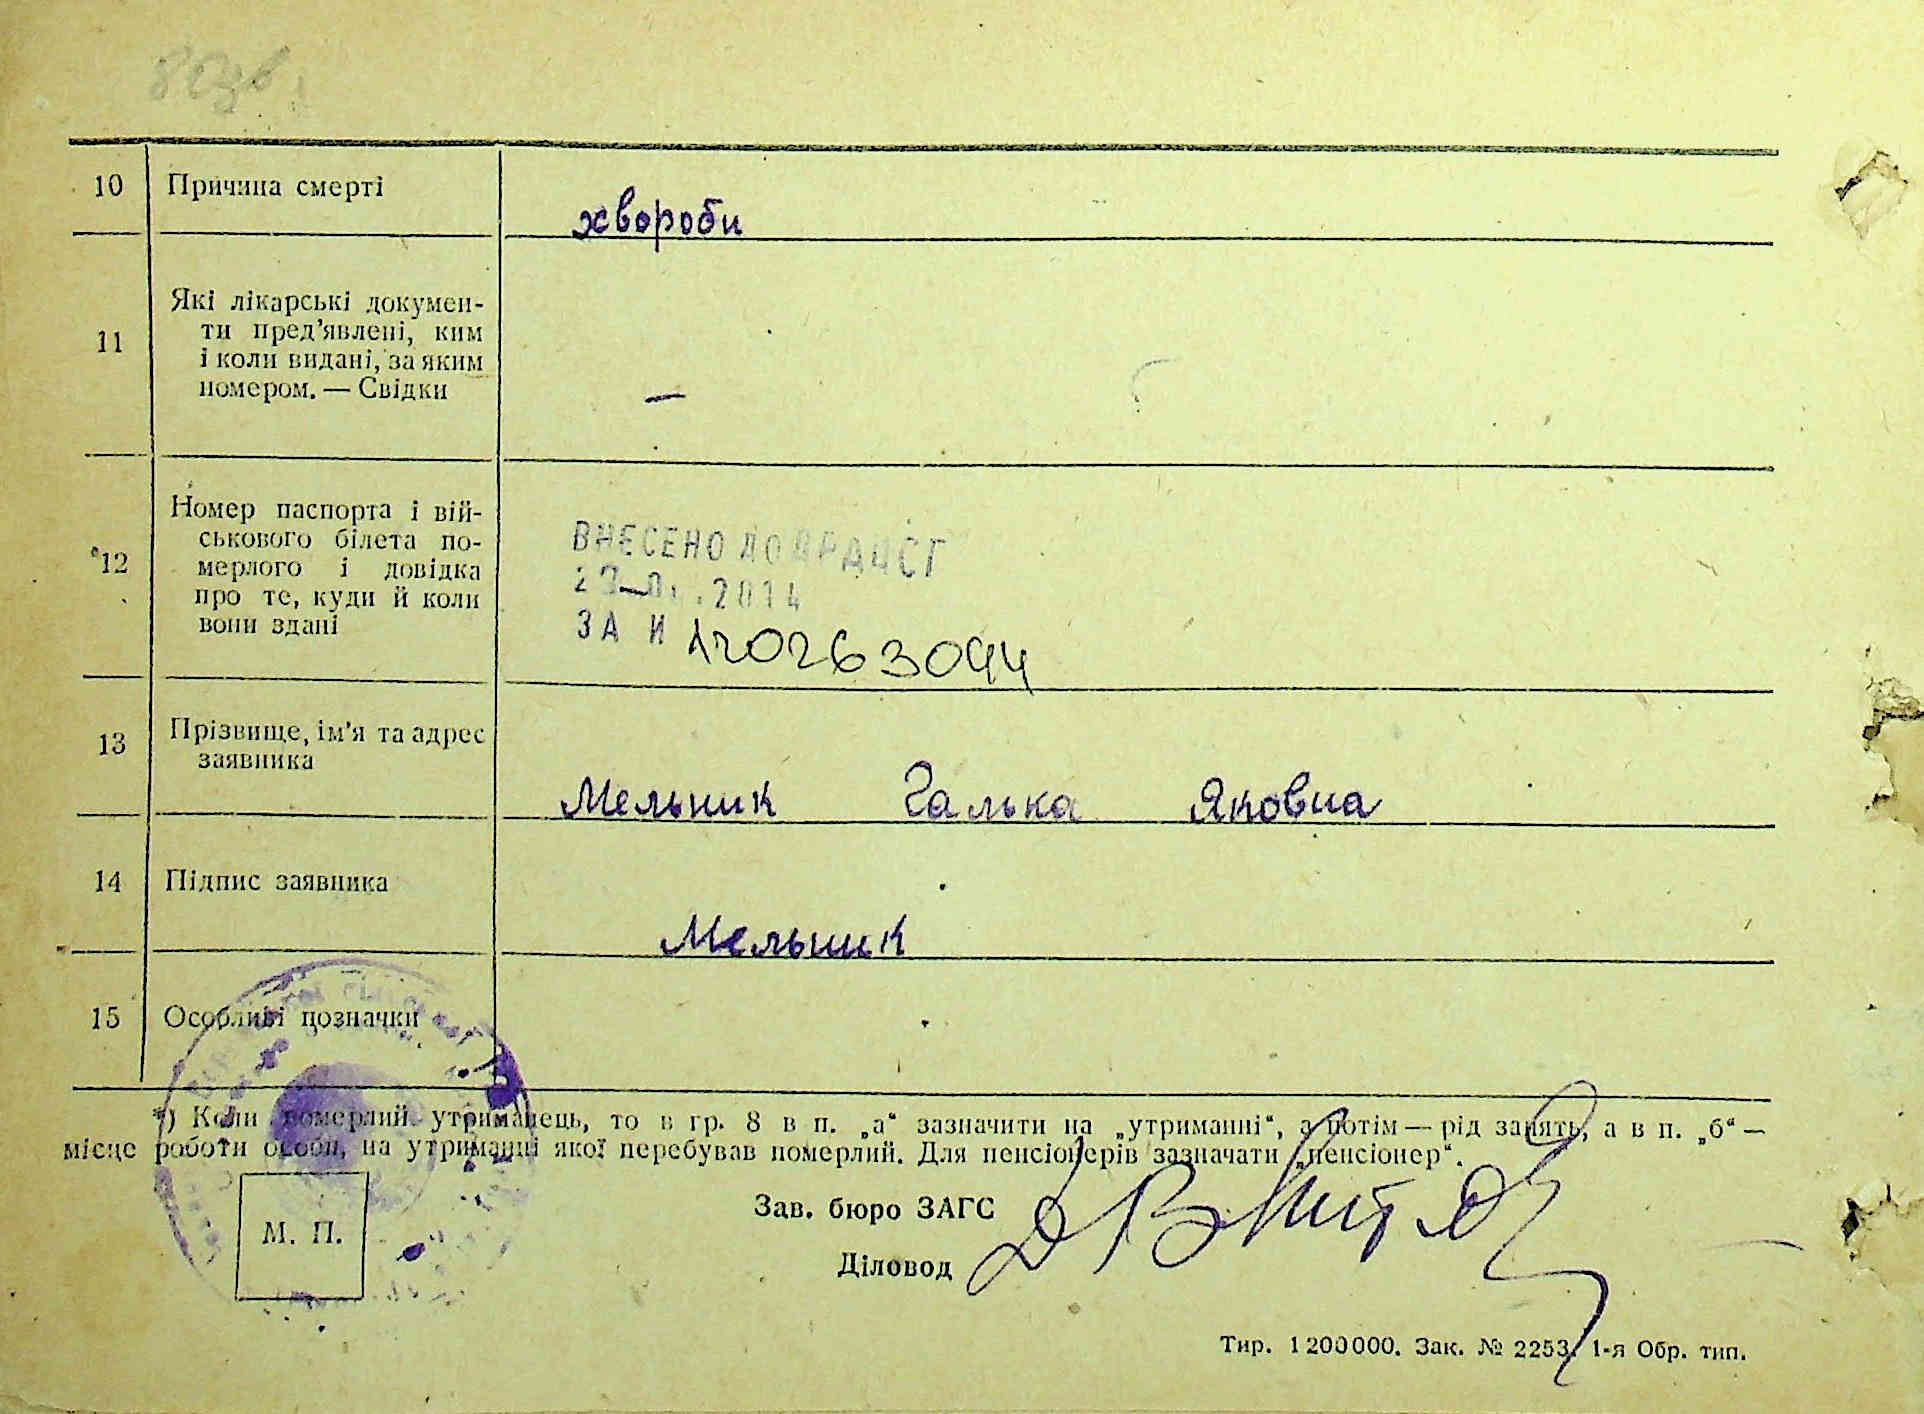 10 Причина смерті хвороби
11 Які лікарські докумен-
ти пред'явлені, ким
і коли видані, за яким
номером. — Свідки —
12 Номер паспорта і вій-
ськового білета по-
мерлого і довідка
про те, куди й коли
вони здані
ВНЕСЕНО ДО ДРАЦСГ
2014
ЗА И 120263044
13 Прізвище, ім'я та адрес
заявника
Мельник Галька Яковна
14 Підпис заявника
Мельник
15 Особливі позначки
*) Коли померлий утриманець, то в гр. 8 в п. „а“ зазначити на „утриманні“, а потім — рід занять, а в п. „б“ —
місце роботи особи, на утриманні якої перебував померлий. Для пенсіонерів зазначати „пенсіонер“.
Зав. бюро ЗАГС
М. П.
Діловод
Тир. 1200000. Зак. № 2253. 1-я Обр. тип.